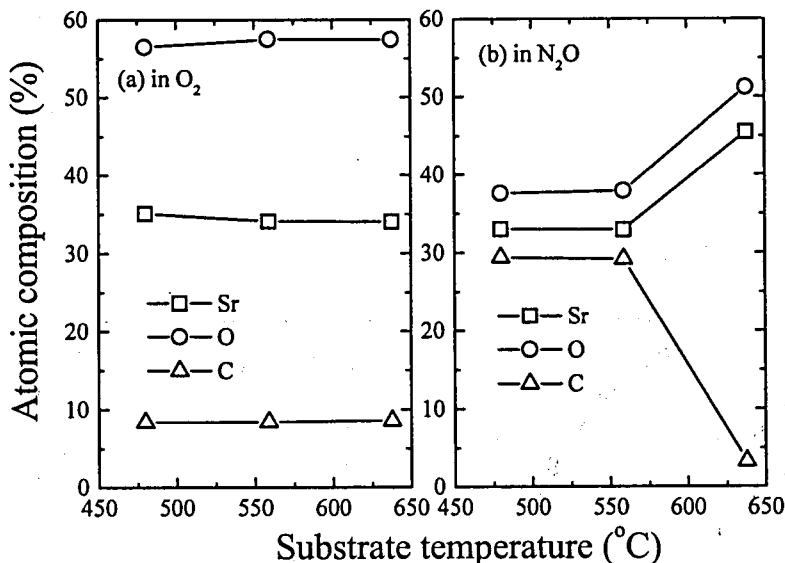 Atomic composition (%)
60
50
40
30
20
10
0
(a) in O₂
Sr
O
C
450 500 550 600 650
60
50
40
30
20
10
0
(b) in N₂O
Sr
O
C
450 500 550 600 650
Substrate temperature (°C)